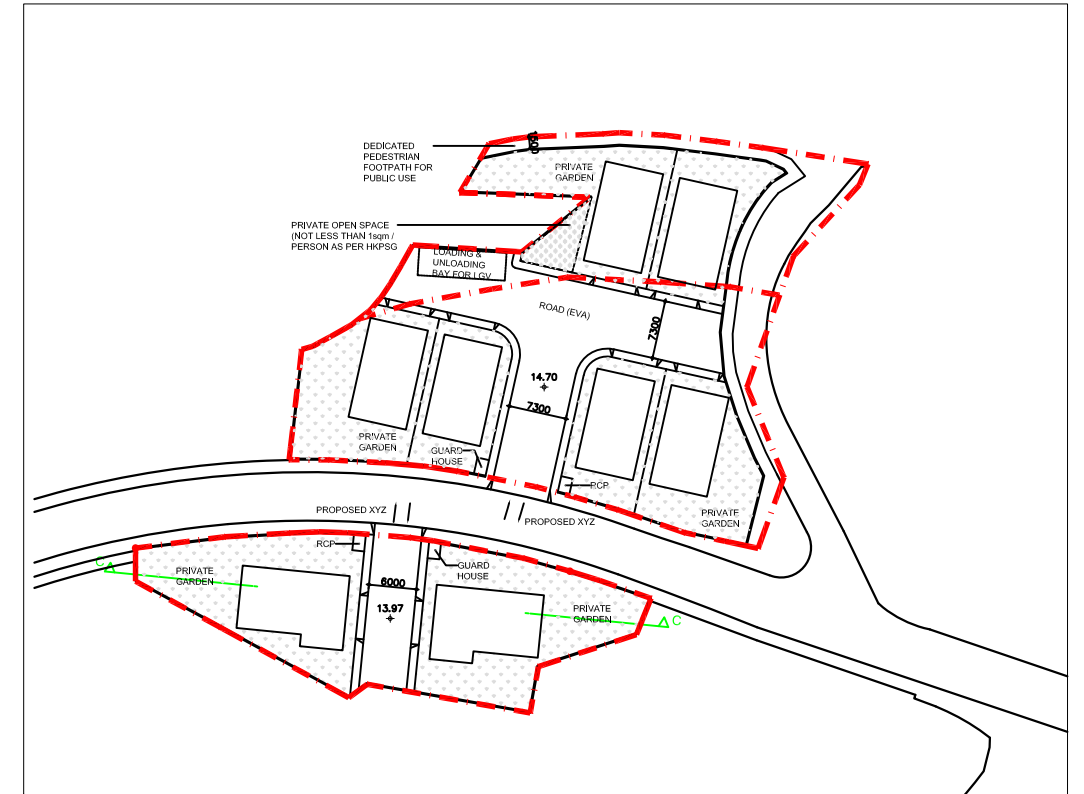 1500
DEDICATED
PEDESTRIAN
FOOTPATH FOR
PUBLIC USE
PRIVATE
GARDEN
PRIVATE OPEN SPACE
(NOT LESS THAN 1sqm /
PERSON AS PER HKPSG
LOADING &
UNLOADING
BAY FOR LGV
ROAD (EVA)
7300
14.70
7300
PRIVATE
GARDEN
GUARD
HOUSE
RCP
PRIVATE
GARDEN
PROPOSED XYZ
PROPOSED XYZ
RCP
GUARD
HOUSE
C
PRIVATE
GARDEN
6000
13.97
PRIVATE
GARDEN
C